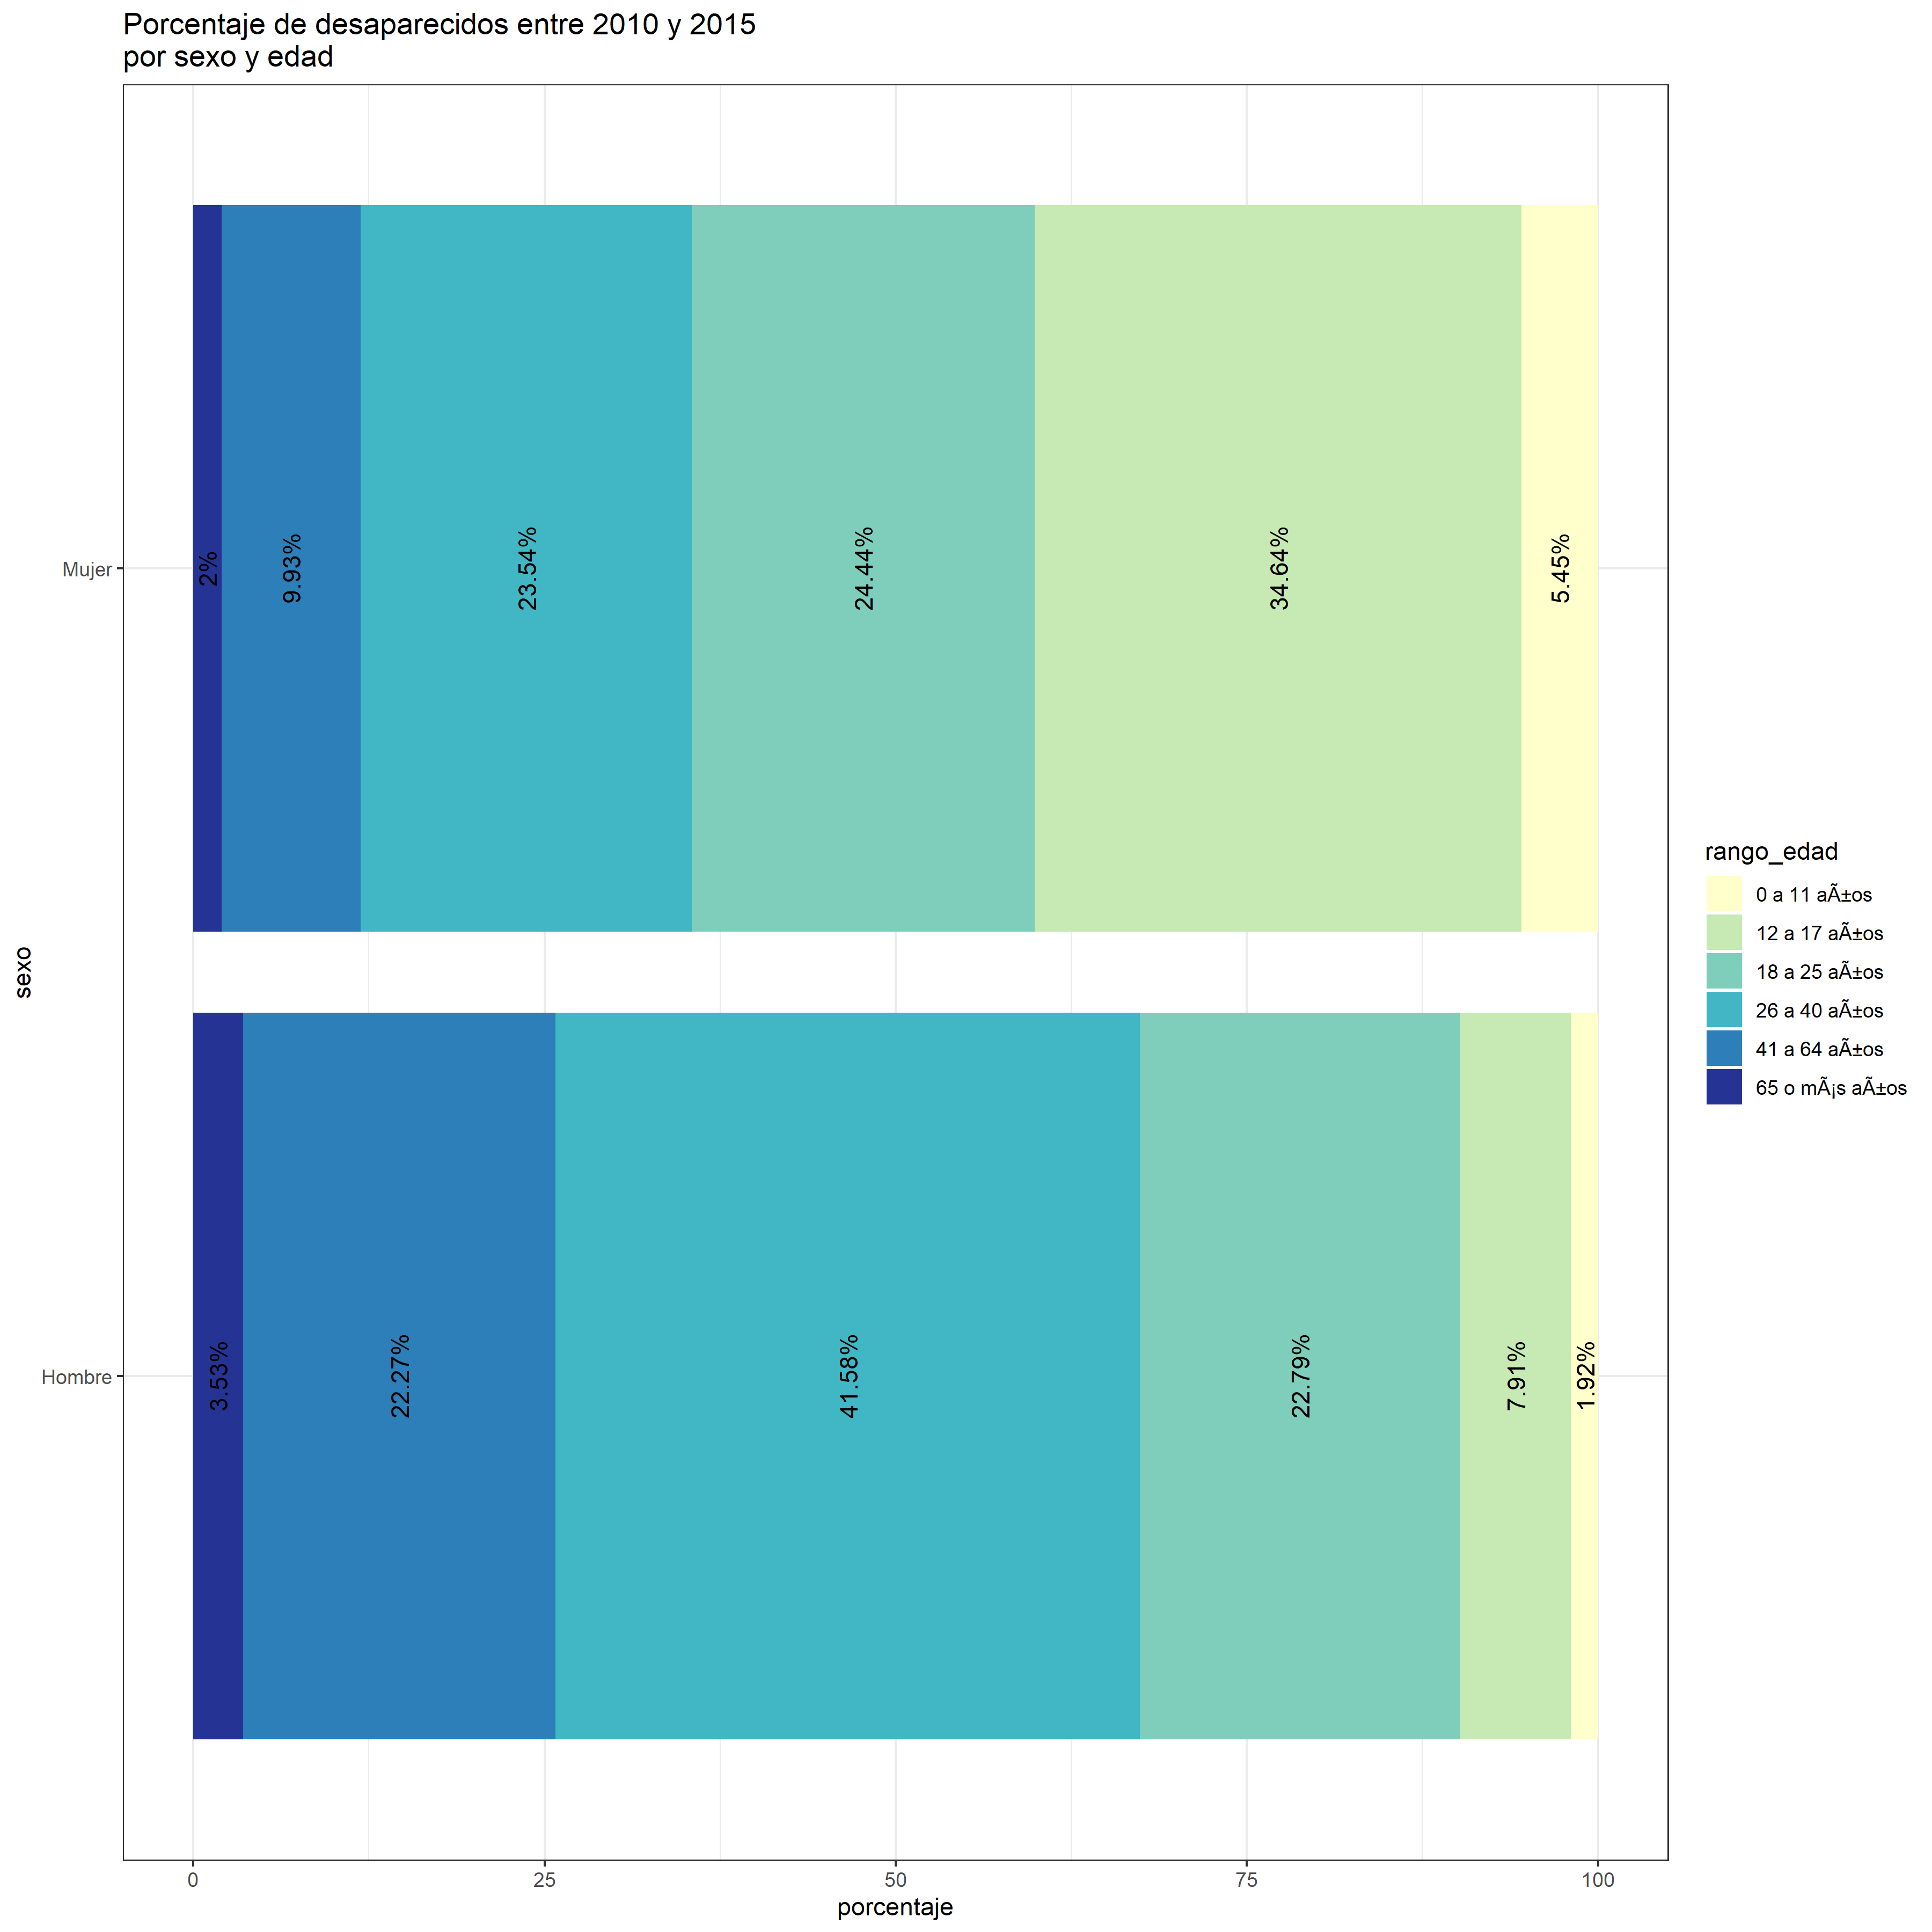 Porcentaje de desaparecidos entre 2010 y 2015
por sexo y edad
Mujer
2%
9.93%
23.54%
24.44%
34.64%
5.45%
sexo
Hombre
3.53%
22.27%
41.58%
22.79%
7.91%
1.92%
0
25
50
75
100
porcentaje
rango_edad
0 a 11 aÃ±os
12 a 17 aÃ±os
18 a 25 aÃ±os
26 a 40 aÃ±os
41 a 64 aÃ±os
65 o mÃ¡s aÃ±os